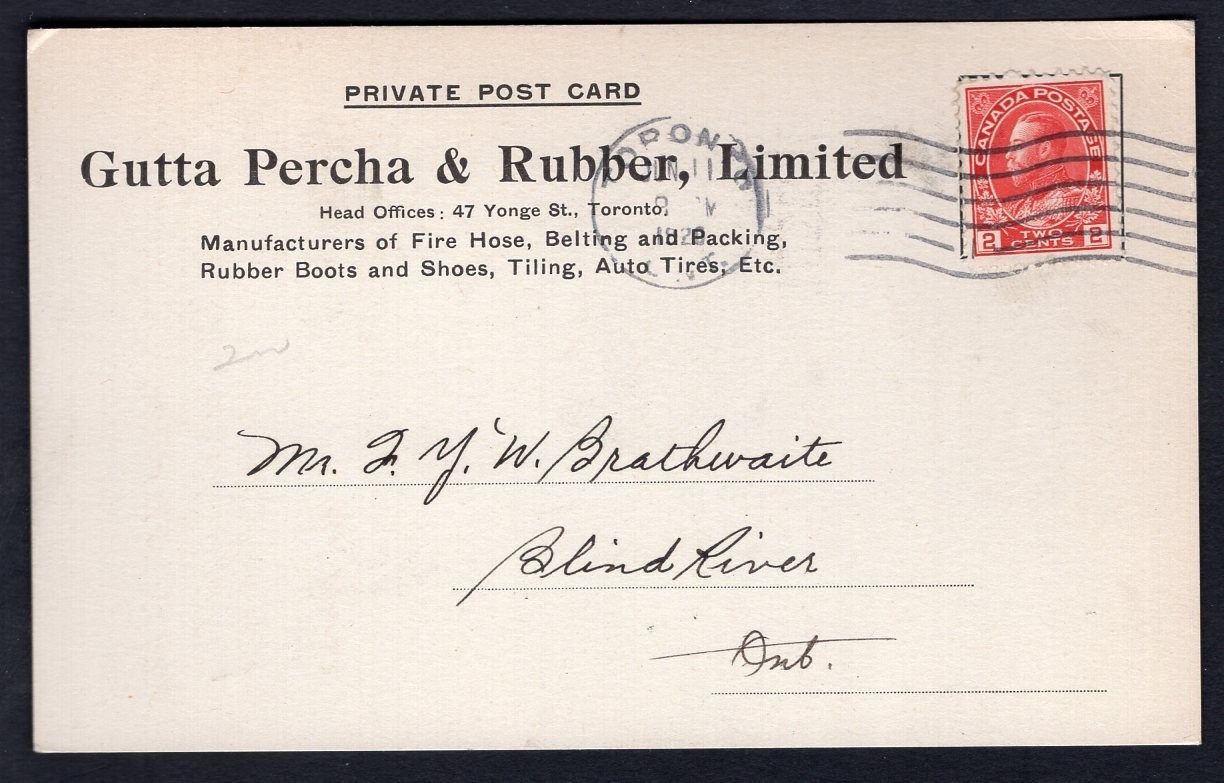 PRIVATE POST CARD
Gutta Percha & Rubber, Limited
Head Offices: 47 Yonge St., Toronto.
Manufacturers of Fire Hose, Belting and Packing,
Rubber Boots and Shoes, Tiling, Auto Tires, Etc.
TORONTO
11
CANADA POSTAGE
2 TWO CENTS 2
Mr. F. Y. W. Brathwaite
Blind River
Ont.